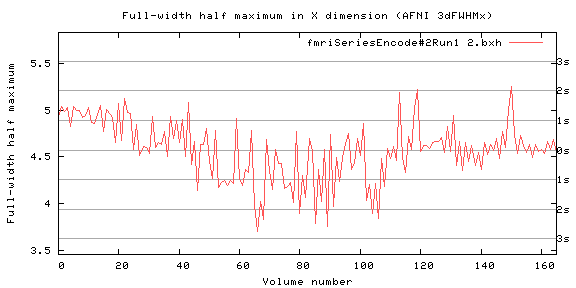 Full-width half maximum in X dimension (AFNI 3dFWHMx)
fmriSeriesEncode#2Run1 2.bxh
Full-width half maximum
5.5
5
4.5
4
3.5
3s
2s
1s
0s
1s
2s
3s
0 20 40 60 80 100 120 140 160
Volume number